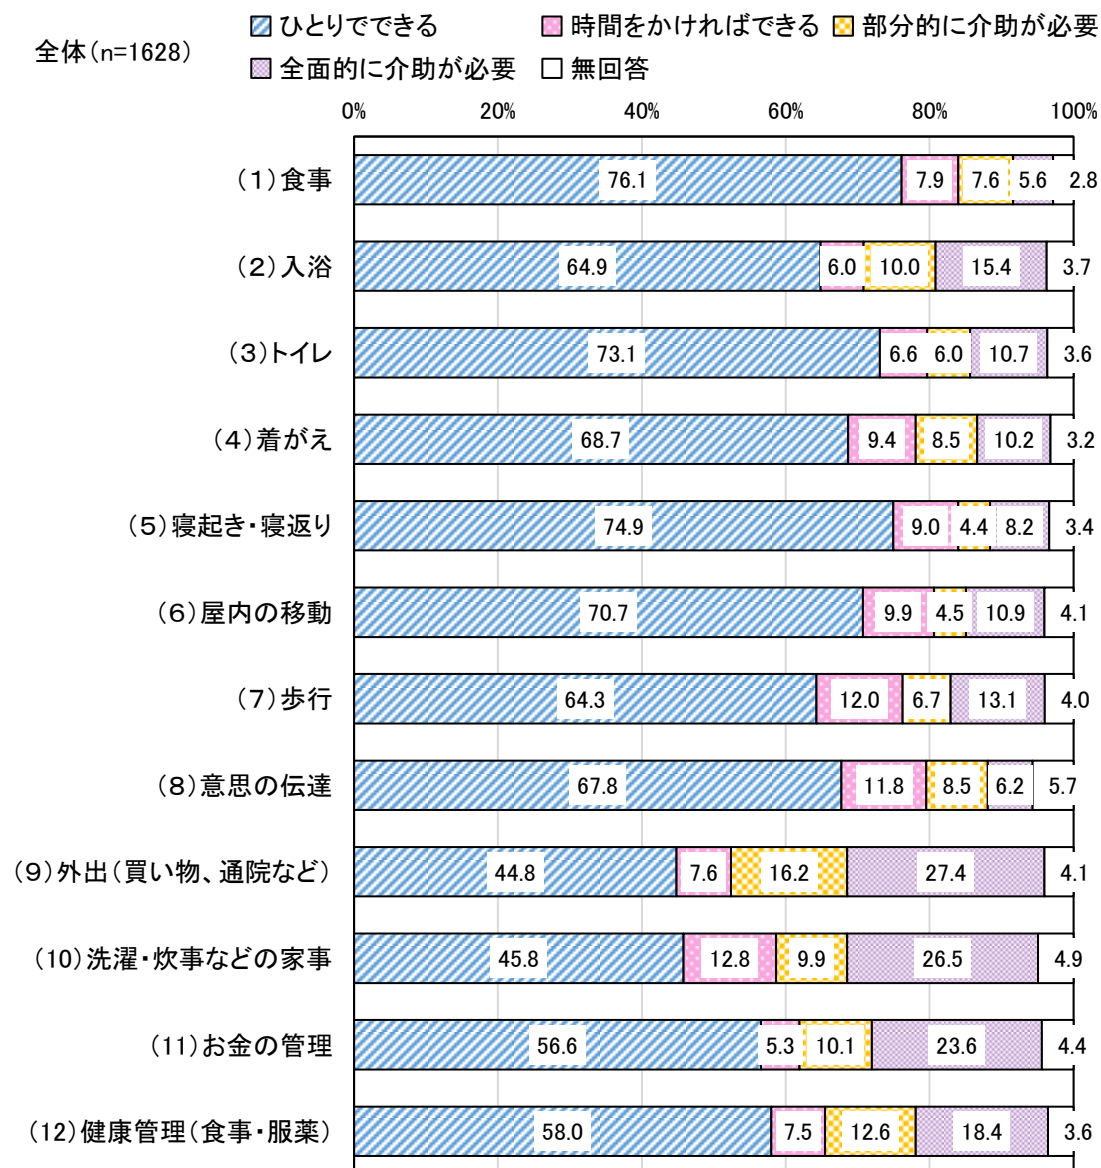 全体（n=1628）
ひとりでできる 時間をかければできる 部分的に介助が必要
全面的に介助が必要 無回答
0% 20% 40% 60% 80% 100%
（1）食事 76.1 7.9 7.6 5.6 2.8
（2）入浴 64.9 6.0 10.0 15.4 3.7
（3）トイレ 73.1 6.6 6.0 10.7 3.6
（4）着がえ 68.7 9.4 8.5 10.2 3.2
（5）寝起き・寝返り 74.9 9.0 4.4 8.2 3.4
（6）屋内の移動 70.7 9.9 4.5 10.9 4.1
（7）歩行 64.3 12.0 6.7 13.1 4.0
（8）意思の伝達 67.8 11.8 8.5 6.2 5.7
（9）外出（買い物、通院など） 44.8 7.6 16.2 27.4 4.1
（10）洗濯・炊事などの家事 45.8 12.8 9.9 26.5 4.9
（11）お金の管理 56.6 5.3 10.1 23.6 4.4
（12）健康管理（食事・服薬） 58.0 7.5 12.6 18.4 3.6